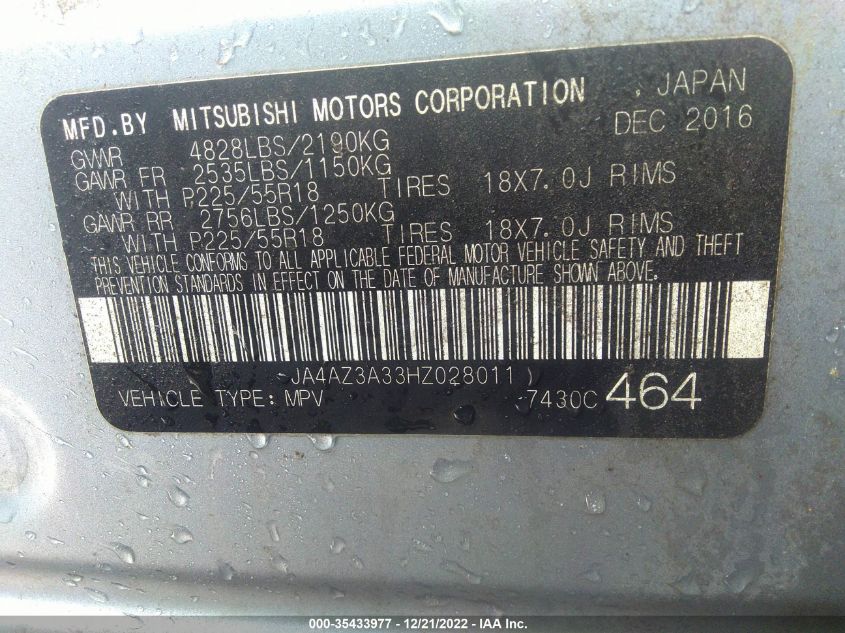 MFD.BY MITSUBISHI MOTORS CORPORATION , JAPAN
DEC 2016
GVWR 4828LBS/2190KG
GAWR FR 2535LBS/1150KG
WITH P225/55R18 TIRES 18X7.0J RIMS
GAWR RR 2756LBS/1250KG
WITH P225/55R18 TIRES 18X7.0J RIMS
THIS VEHICLE CONFORMS TO ALL APPLICABLE FEDERAL MOTOR VEHICLE SAFETY AND THEFT
PREVENTION STANDARDS IN EFFECT ON THE DATE OF MANUFACTURE SHOWN ABOVE.
JA4AZ3A33HZ028011
VEHICLE TYPE: MPV 7430C 464
000-35433977 - 12/21/2022 - IAA Inc.